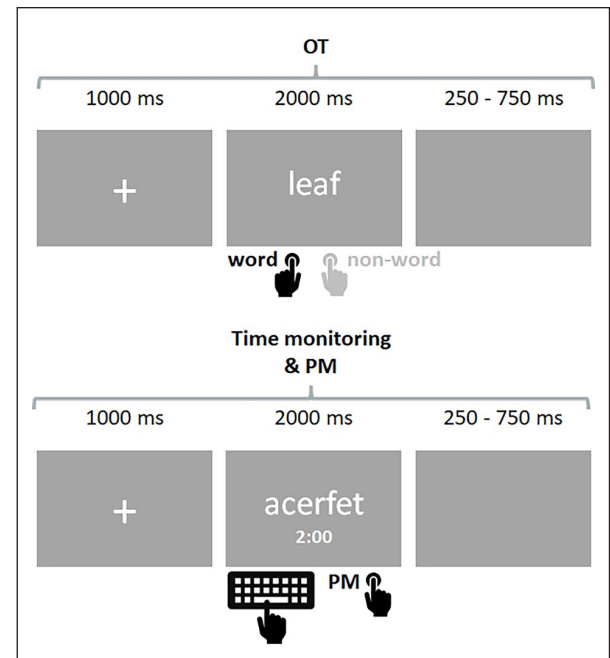 OT
1000 ms 2000 ms 250 - 750 ms
+ leaf
word non-word
Time monitoring
& PM
1000 ms 2000 ms 250 - 750 ms
+ acerfet
2:00
PM